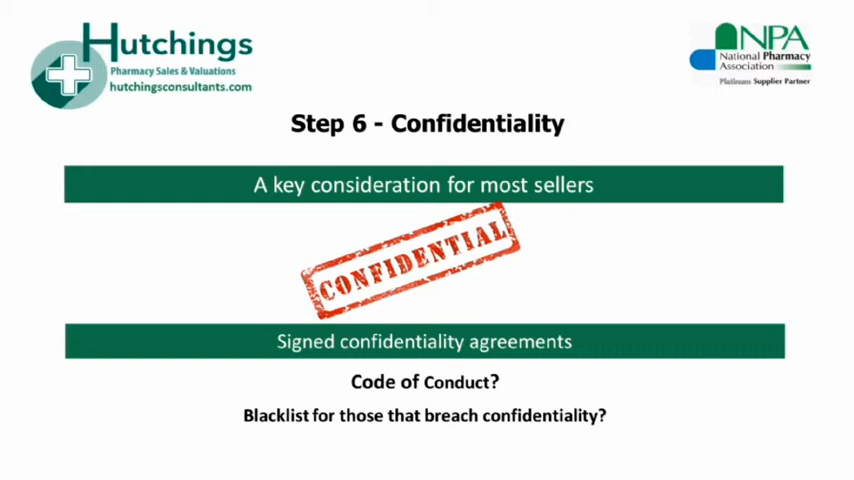 Hutchings
Pharmacy Sales & Valuations
hutchingsconsultants.com
NPA
National Pharmacy
Association
Platinum Supplier Partner
Step 6 - Confidentiality
A key consideration for most sellers
CONFIDENTIAL
Signed confidentiality agreements
Code of Conduct?
Blacklist for those that breach confidentiality?